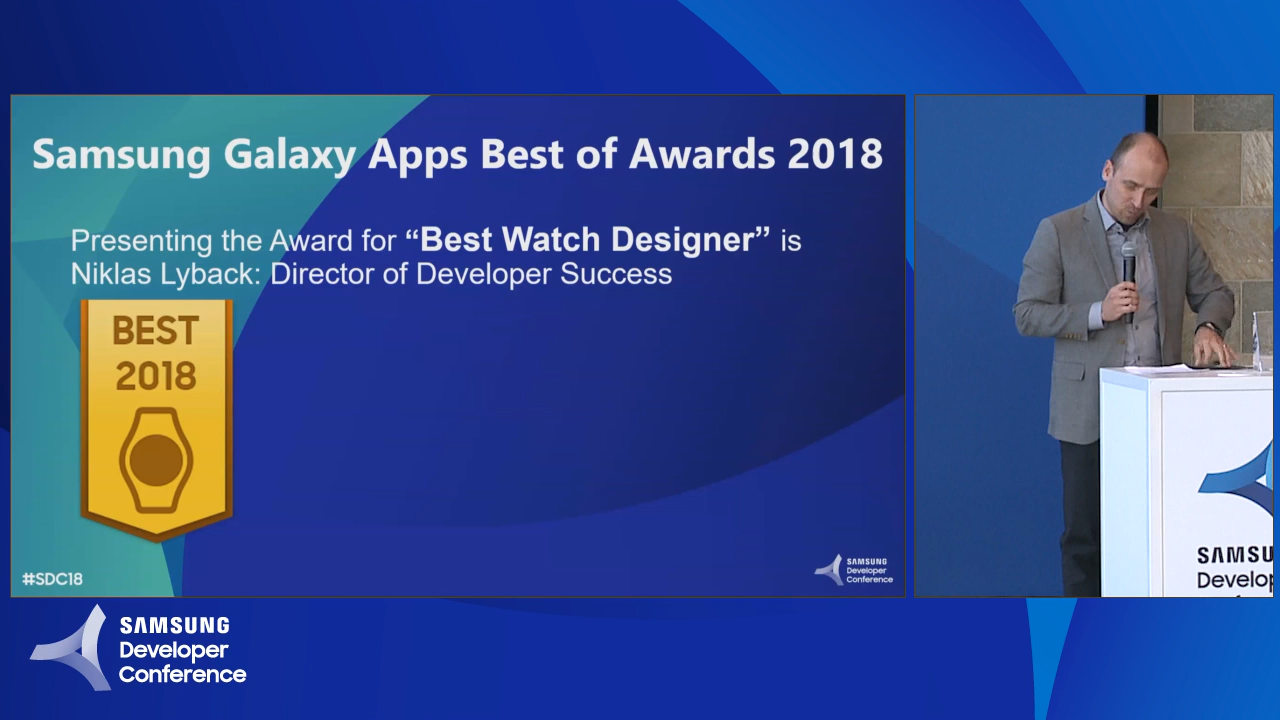 Samsung Galaxy Apps Best of Awards 2018
Presenting the Award for “Best Watch Designer” is
Niklas Lyback: Director of Developer Success
BEST
2018
#SDC18
SAMSUNG
Developer
Conference
SAMSU
Develop
SAMSUNG
Developer
Conference